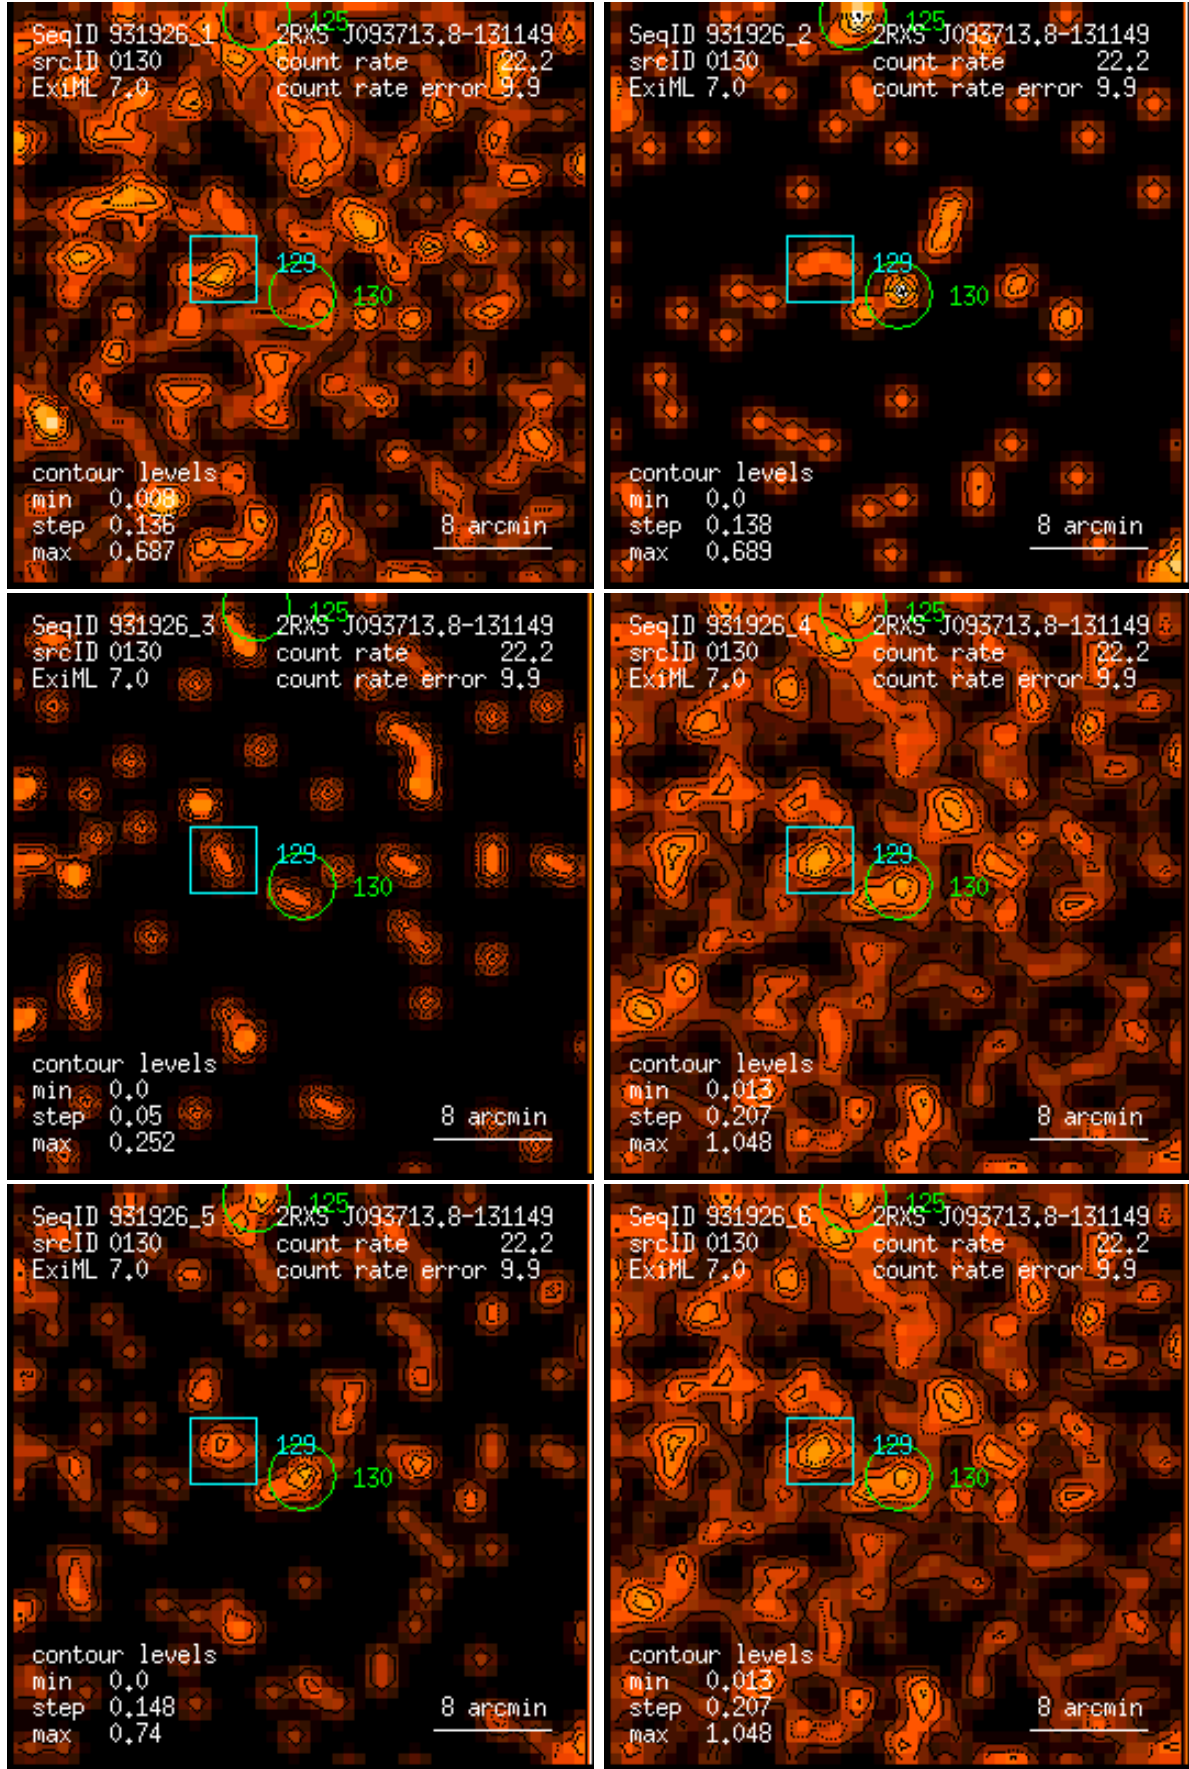 125
SeqID 931926_1 2RXS J093713.8-131149
srcID 0130 count rate 22.2
ExiML 7.0 count rate error 9.9
129
130
contour levels
min 0.008
step 0.136 8 arcmin
max 0.687
125
SeqID 931926_2 2RXS J093713.8-131149
srcID 0130 count rate 22.2
ExiML 7.0 count rate error 9.9
129
130
contour levels
min 0.0
step 0.138 8 arcmin
max 0.689
125
SeqID 931926_3 2RXS J093713.8-131149
srcID 0130 count rate 22.2
ExiML 7.0 count rate error 9.9
129
130
contour levels
min 0.0
step 0.05 8 arcmin
max 0.252
125
SeqID 931926_4 2RXS J093713.8-131149
srcID 0130 count rate 22.2
ExiML 7.0 count rate error 9.9
129
130
contour levels
min 0.013
step 0.207 8 arcmin
max 1.048
125
SeqID 931926_5 2RXS J093713.8-131149
srcID 0130 count rate 22.2
ExiML 7.0 count rate error 9.9
129
130
contour levels
min 0.0
step 0.148 8 arcmin
max 0.74
125
SeqID 931926_6 2RXS J093713.8-131149
srcID 0130 count rate 22.2
ExiML 7.0 count rate error 9.9
129
130
contour levels
min 0.013
step 0.207 8 arcmin
max 1.048